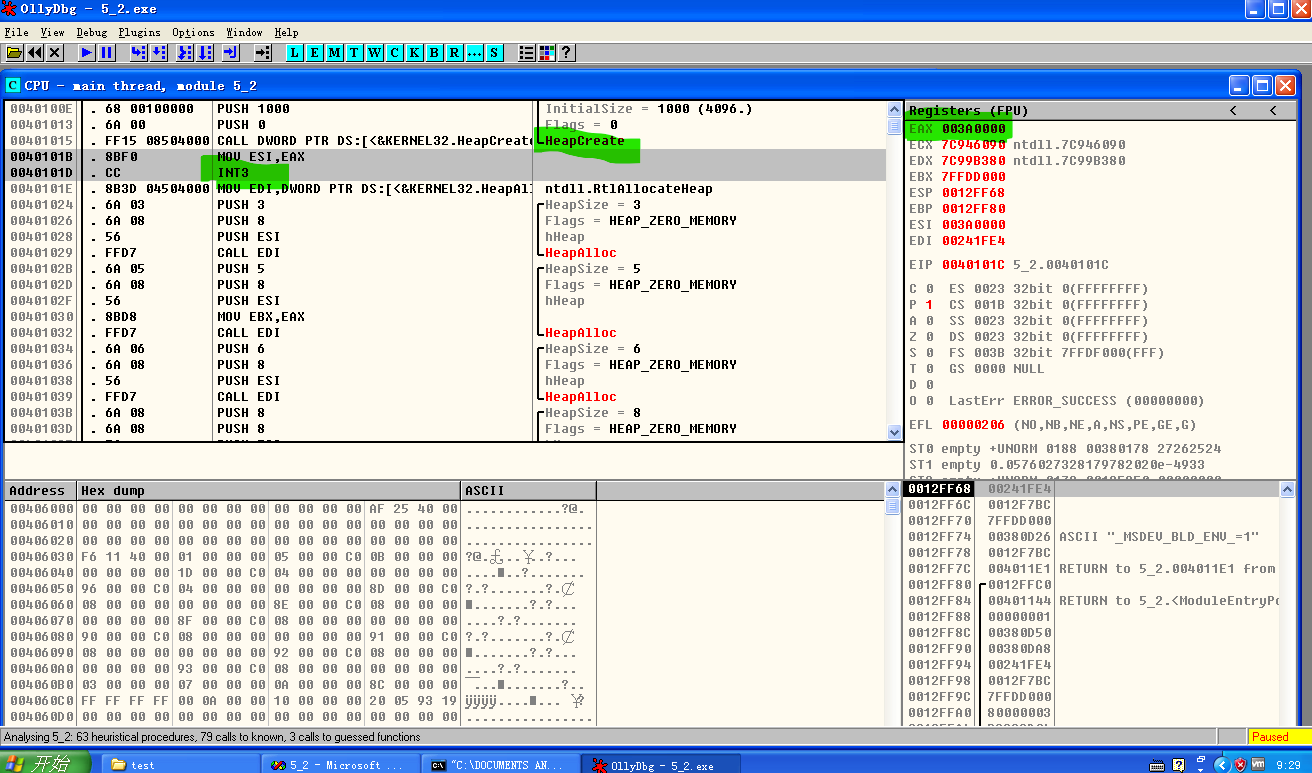 OllyDbg - 5_2.exe
File View Debug Plugins Options Window Help
L E M T W C K B R ... S ?
C CPU - main thread, module 5_2
0040100E . 68 00100000 PUSH 1000 InitialSize = 1000 (4096.)
00401013 . 6A 00 PUSH 0 Flags = 0
00401015 . FF15 08504000 CALL DWORD PTR DS:[<&KERNEL32.HeapCreate HeapCreate
0040101B . 8BF0 MOV ESI,EAX
0040101D . CC INT3
0040101E . 8B3D 04504000 MOV EDI,DWORD PTR DS:[<&KERNEL32.HeapAll ntdll.RtlAllocateHeap
00401024 . 6A 03 PUSH 3 HeapSize = 3
00401026 . 6A 08 PUSH 8 Flags = HEAP_ZERO_MEMORY
00401028 . 56 PUSH ESI hHeap
00401029 . FFD7 CALL EDI HeapAlloc
0040102B . 6A 05 PUSH 5 HeapSize = 5
0040102D . 6A 08 PUSH 8 Flags = HEAP_ZERO_MEMORY
0040102F . 56 PUSH ESI hHeap
00401030 . 8BD8 MOV EBX,EAX
00401032 . FFD7 CALL EDI HeapAlloc
00401034 . 6A 06 PUSH 6 HeapSize = 6
00401036 . 6A 08 PUSH 8 Flags = HEAP_ZERO_MEMORY
00401038 . 56 PUSH ESI hHeap
00401039 . FFD7 CALL EDI HeapAlloc
0040103B . 6A 08 PUSH 8 HeapSize = 8
0040103D . 6A 08 PUSH 8 Flags = HEAP_ZERO_MEMORY
Registers (FPU) < <
EAX 003A0000
ECX 7C946090 ntdll.7C946090
EDX 7C99B380 ntdll.7C99B380
EBX 7FFDD000
ESP 0012FF68
EBP 0012FF80
ESI 003A0000
EDI 00241FE4
EIP 0040101C 5_2.0040101C
C 0 ES 0023 32bit 0(FFFFFFFF)
P 1 CS 001B 32bit 0(FFFFFFFF)
A 0 SS 0023 32bit 0(FFFFFFFF)
Z 0 DS 0023 32bit 0(FFFFFFFF)
S 0 FS 003B 32bit 7FFDF000(FFF)
T 0 GS 0000 NULL
D 0
O 0 LastErr ERROR_SUCCESS (00000000)
EFL 00000206 (NO,NB,NE,A,NS,PE,GE,G)
ST0 empty +UNORM 0188 00380178 27262524
ST1 empty 0.0576027328179782020e-4933
Address Hex dump ASCII
00406000 00 00 00 00 00 00 00 00 00 00 00 00 AF 25 40 00 ............?@.
00406010 00 00 00 00 00 00 00 00 00 00 00 00 00 00 00 00 ................
00406020 00 00 00 00 00 00 00 00 00 00 00 00 00 00 00 00 ................
00406030 F6 11 40 00 01 00 00 00 05 00 00 C0 0B 00 00 00
00406040 00 00 00 00 1D 00 00 C0 04 00 00 00 00 00 00 00
00406050 96 00 00 C0 04 00 00 00 00 00 00 00 8D 00 00 C0
00406060 08 00 00 00 00 00 00 00 8E 00 00 C0 08 00 00 00
00406070 00 00 00 00 8F 00 00 C0 08 00 00 00 00 00 00 00
00406080 90 00 00 C0 08 00 00 00 00 00 00 00 91 00 00 C0
00406090 08 00 00 00 00 00 00 00 92 00 00 C0 08 00 00 00
004060A0 00 00 00 00 93 00 00 C0 08 00 00 00 00 00 00 00
004060B0 03 00 00 00 07 00 00 00 0A 00 00 00 8C 00 00 00
004060C0 FF FF FF FF 00 0A 00 00 10 00 00 00 20 05 93 19
004060D0 00 00 00 00 00 00 00 00 00 00 00 00 00 00 00 00
0012FF68 00241FE4
0012FF6C 0012F7BC
0012FF70 7FFDD000
0012FF74 00380D26 ASCII "_MSDEV_BLD_ENV_=1"
0012FF78 0012F7BC
0012FF7C 004011E1 RETURN to 5_2.004011E1 from
0012FF80 0012FFC0
0012FF84 00401144 RETURN to 5_2.<ModuleEntryPo
0012FF88 00000001
0012FF8C 00380D50
0012FF90 00380DA8
0012FF94 00241FE4
0012FF98 0012F7BC
0012FF9C 7FFDD000
0012FFA0 80000003
Analysing 5_2: 63 heuristical procedures, 79 calls to known, 3 calls to guessed functions
Paused
开始 test 5_2 - Microsoft ... "C:\DOCUMENTS AN... OllyDbg - 5_2.exe 9:29